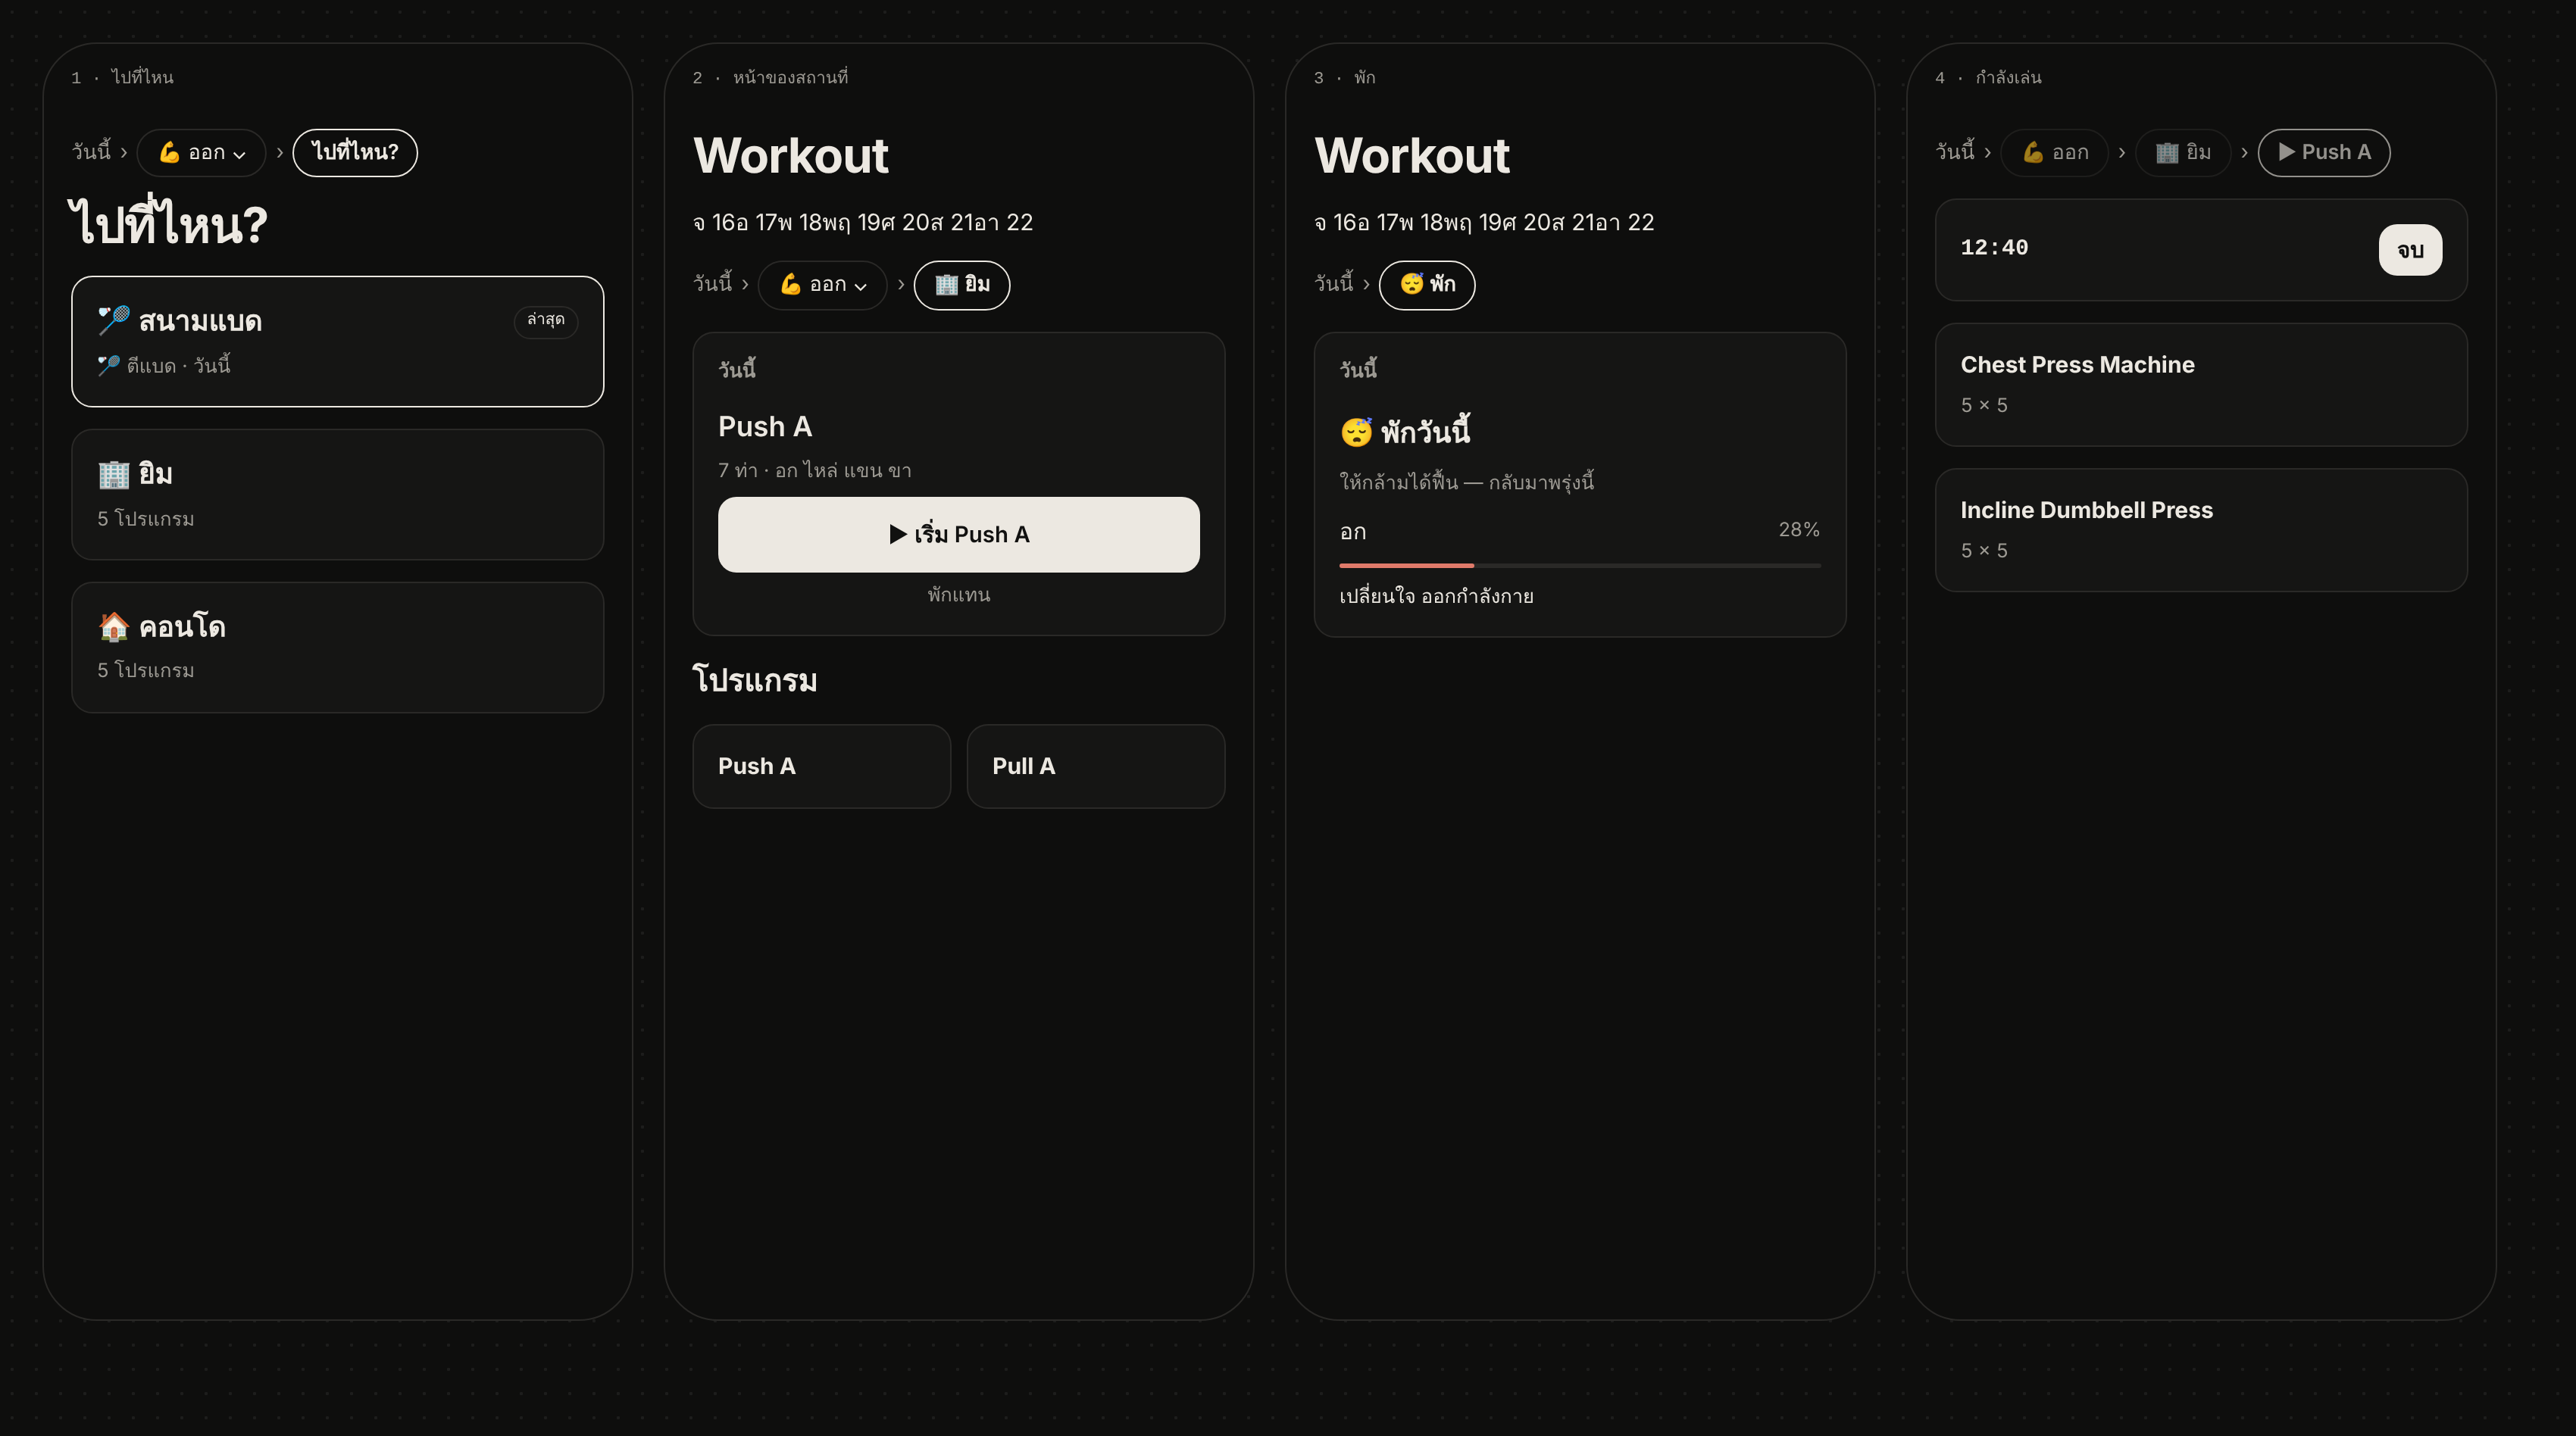 1 · ไปที่ไหน
วันนี้ › 💪 ออก › ไปที่ไหน?
ไปที่ไหน?
🏸 สนามแบด ล่าสุด
🏸 ตีแบด · วันนี้
🏢 ยิม
5 โปรแกรม
🏠 คอนโด
5 โปรแกรม
2 · หน้าของสถานที่
Workout
จ 16อ 17พ 18พฤ 19ศ 20ส 21อา 22
วันนี้ › 💪 ออก › 🏢 ยิม
วันนี้
Push A
7 ท่า · อก ไหล่ แขน ขา
▶ เริ่ม Push A
พักแทน
โปรแกรม
Push A
Pull A
3 · พัก
Workout
จ 16อ 17พ 18พฤ 19ศ 20ส 21อา 22
วันนี้ › 😴 พัก
วันนี้
😴 พักวันนี้
ให้กล้ามได้ฟื้น — กลับมาพรุ่งนี้
อก 28%
เปลี่ยนใจ ออกกำลังกาย
4 · กำลังเล่น
วันนี้ › 💪 ออก › 🏢 ยิม › ▶ Push A
12:40 จบ
Chest Press Machine
5 × 5
Incline Dumbbell Press
5 × 5